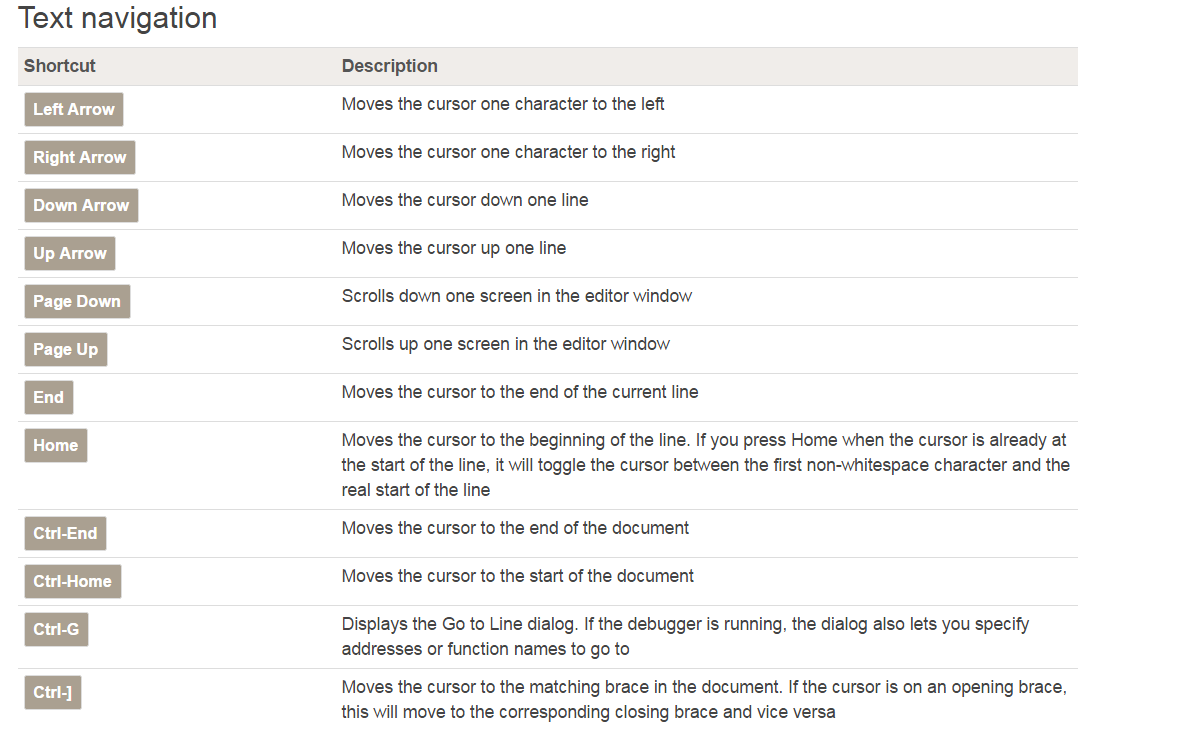 Text navigation
Shortcut Description
Left Arrow Moves the cursor one character to the left
Right Arrow Moves the cursor one character to the right
Down Arrow Moves the cursor down one line
Up Arrow Moves the cursor up one line
Page Down Scrolls down one screen in the editor window
Page Up Scrolls up one screen in the editor window
End Moves the cursor to the end of the current line
Home Moves the cursor to the beginning of the line. If you press Home when the cursor is already at
the start of the line, it will toggle the cursor between the first non-whitespace character and the
real start of the line
Ctrl-End Moves the cursor to the end of the document
Ctrl-Home Moves the cursor to the start of the document
Ctrl-G Displays the Go to Line dialog. If the debugger is running, the dialog also lets you specify
addresses or function names to go to
Ctrl-] Moves the cursor to the matching brace in the document. If the cursor is on an opening brace,
this will move to the corresponding closing brace and vice versa